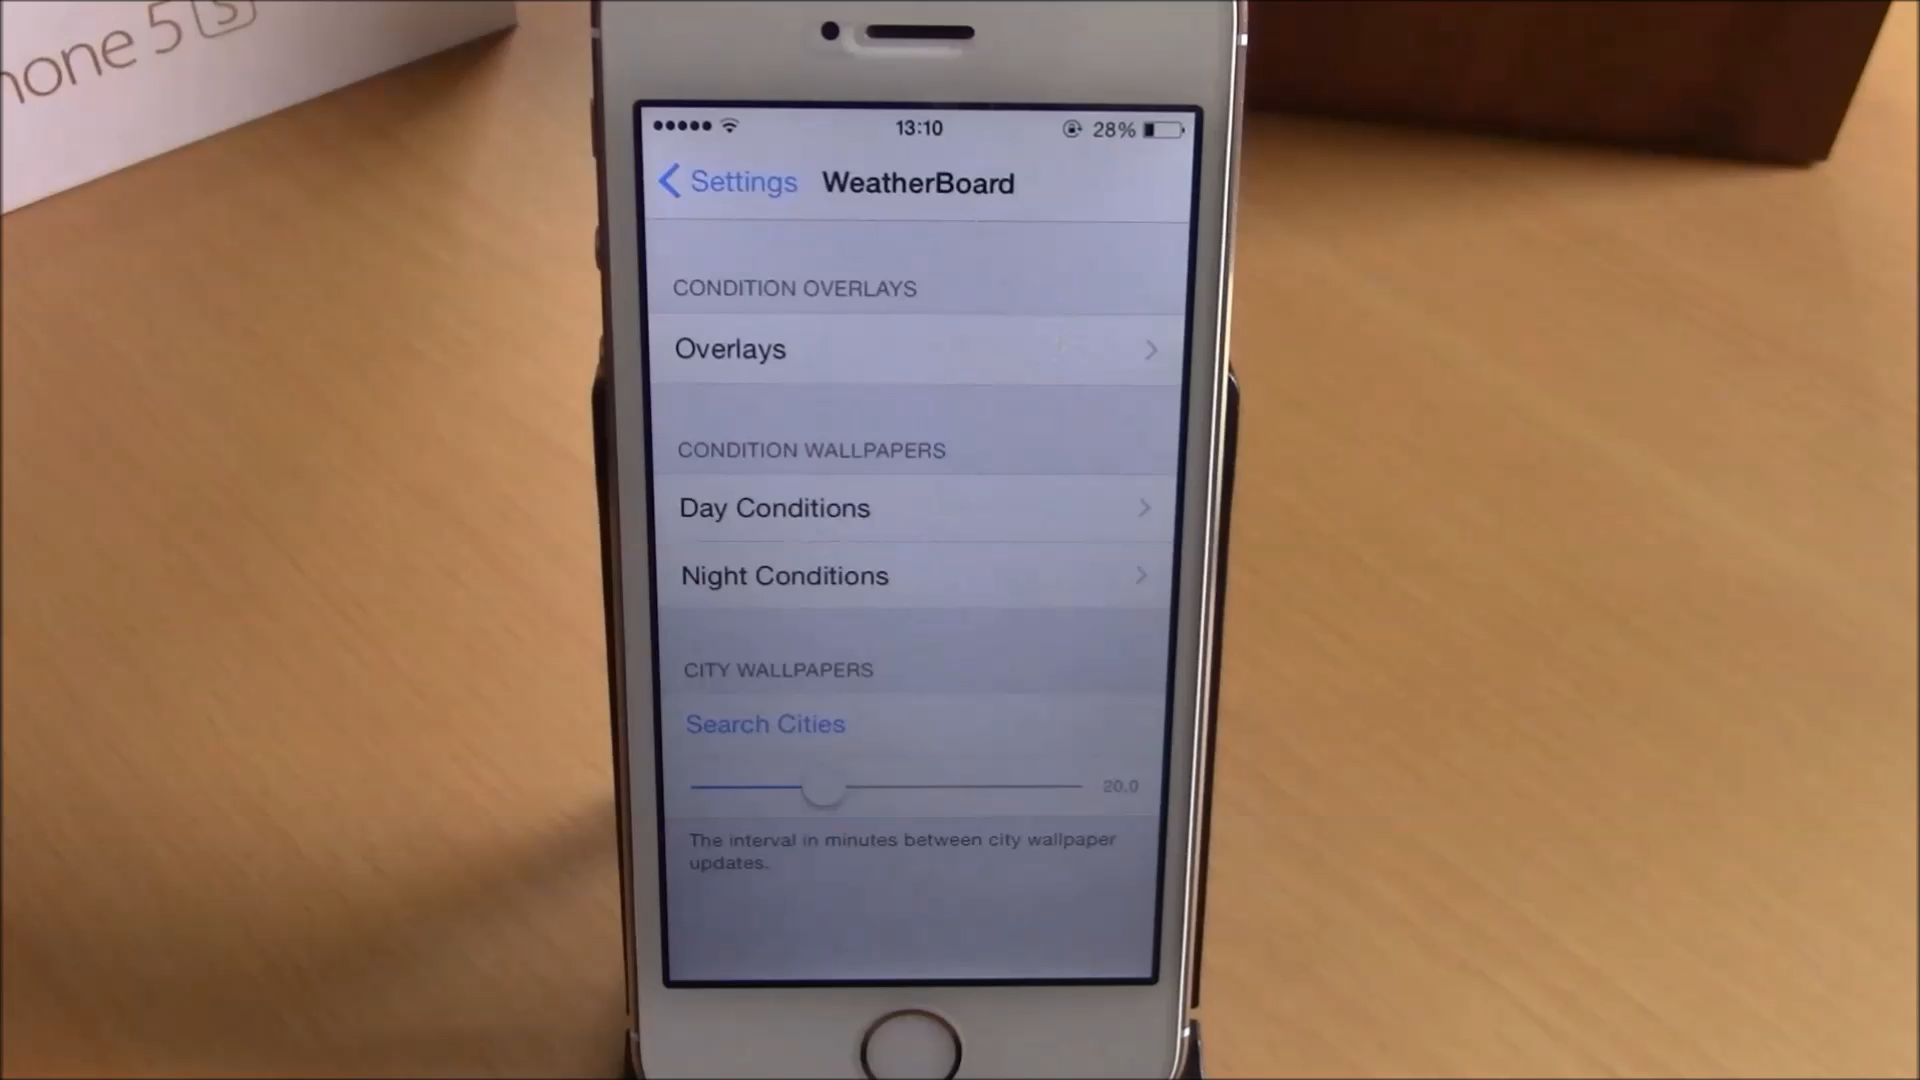 hone 5s
13:10 28%
Settings WeatherBoard
CONDITION OVERLAYS
Overlays
CONDITION WALLPAPERS
Day Conditions
Night Conditions
CITY WALLPAPERS
Search Cities
20.0
The interval in minutes between city wallpaper
updates.